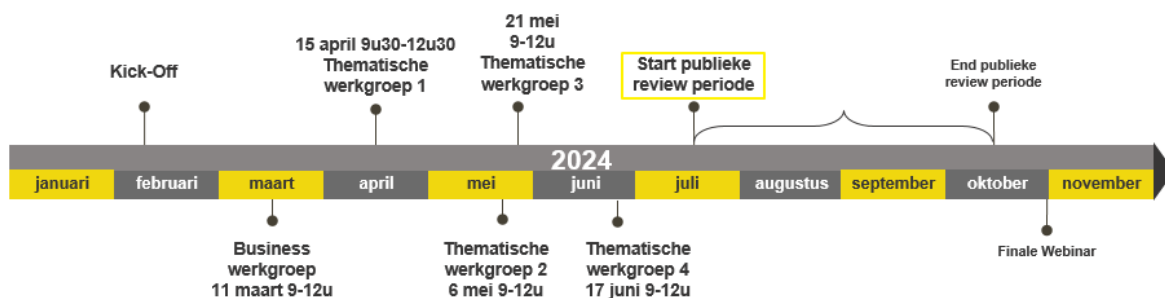 Kick-Off
15 april 9u30-12u30
Thematische
werkgroep 1
21 mei
9-12u
Thematische
werkgroep 3
Start publieke
review periode
End publieke
review periode
2024
januari
februari
maart
april
mei
juni
juli
augustus
september
oktober
november
Business
werkgroep
11 maart 9-12u
Thematische
werkgroep 2
6 mei 9-12u
Thematische
werkgroep 4
17 juni 9-12u
Finale Webinar